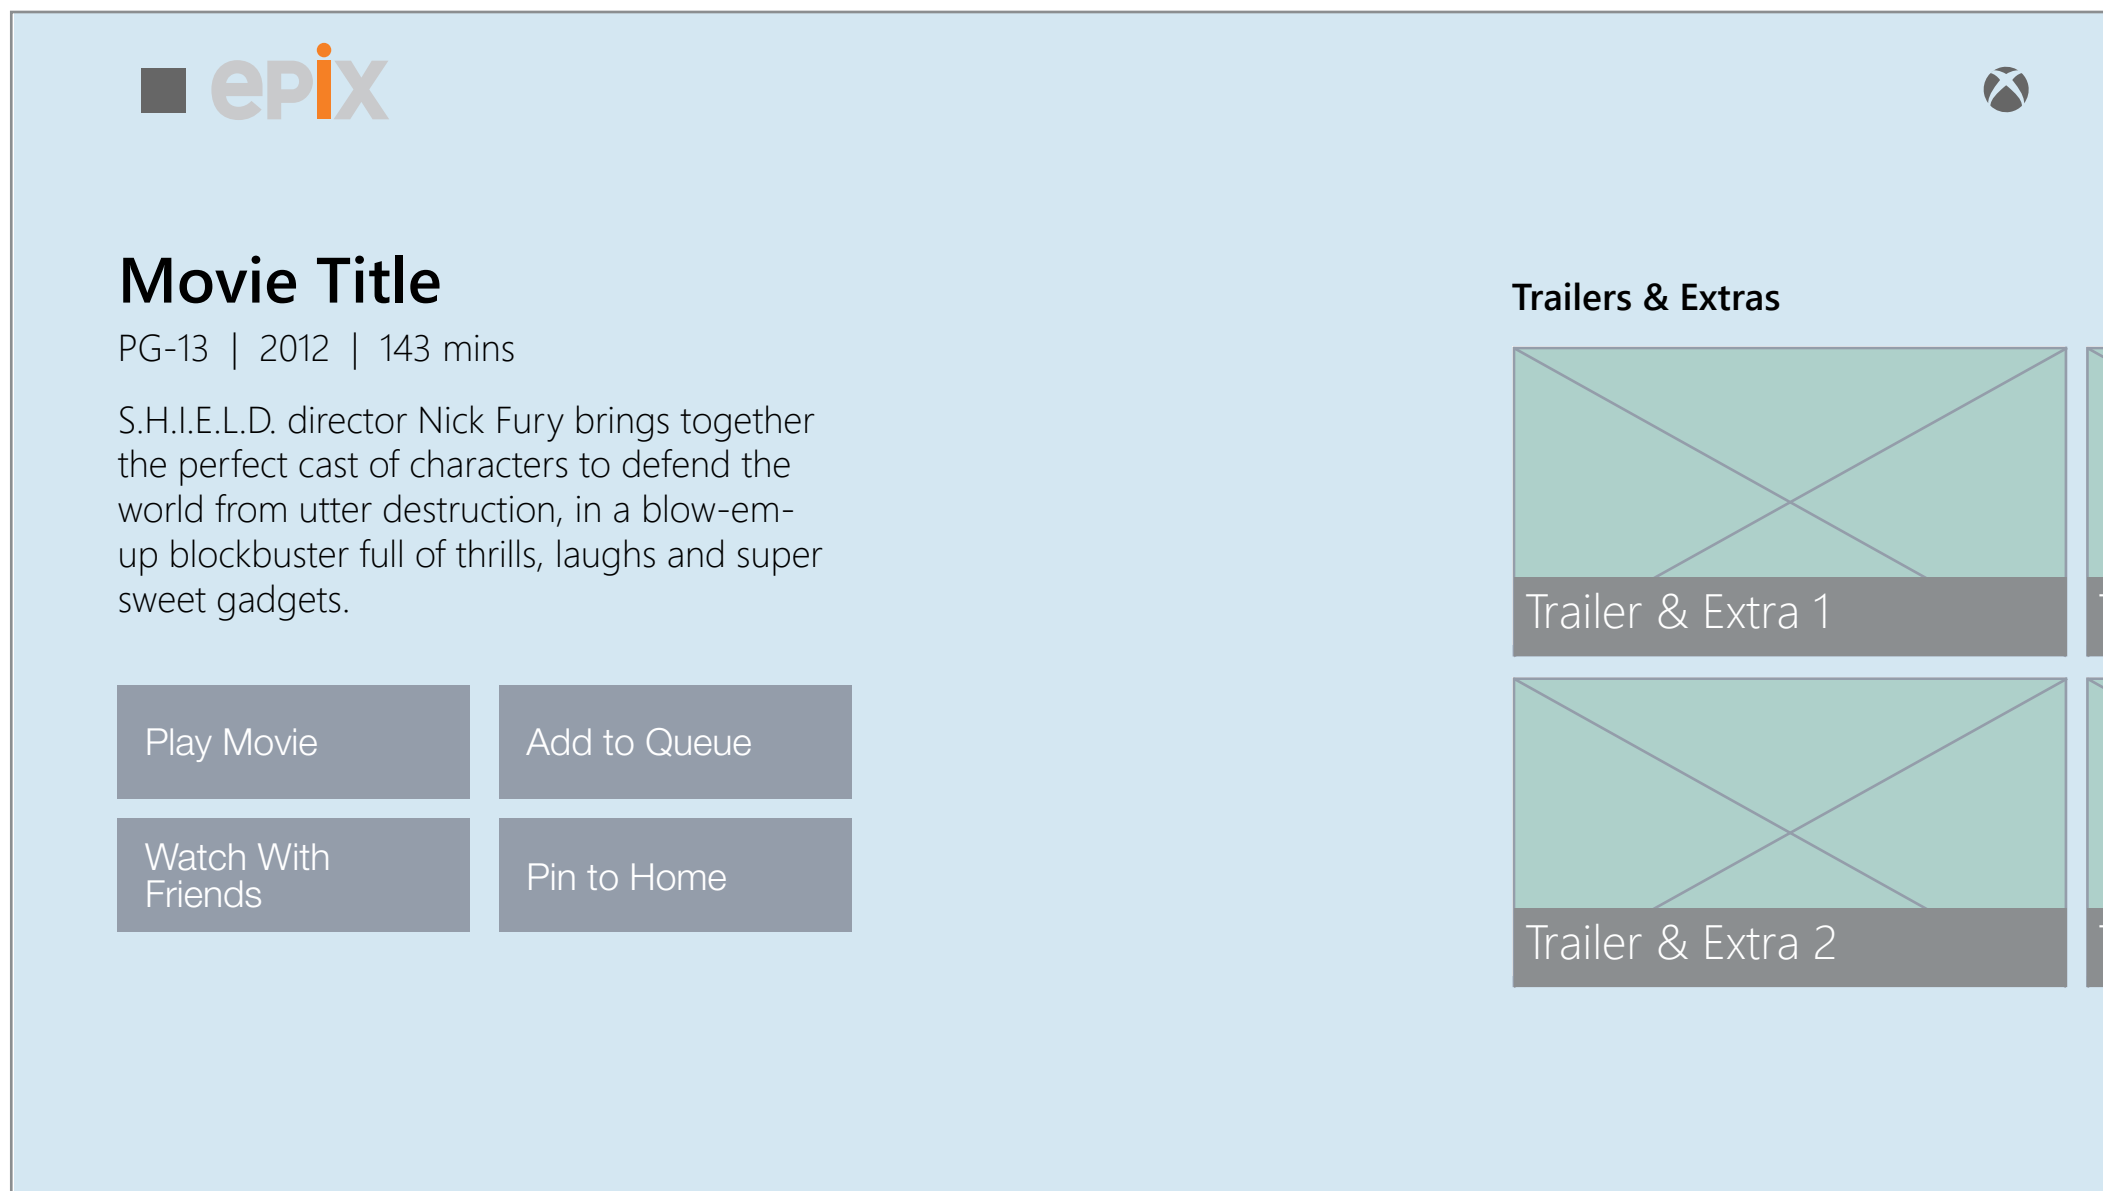 epix
Movie Title
PG-13 | 2012 | 143 mins
S.H.I.E.L.D. director Nick Fury brings together
the perfect cast of characters to defend the
world from utter destruction, in a blow-em-
up blockbuster full of thrills, laughs and super
sweet gadgets.
Play Movie
Add to Queue
Watch With
Friends
Pin to Home
Trailers & Extras
Trailer & Extra 1
Trailer & Extra 2